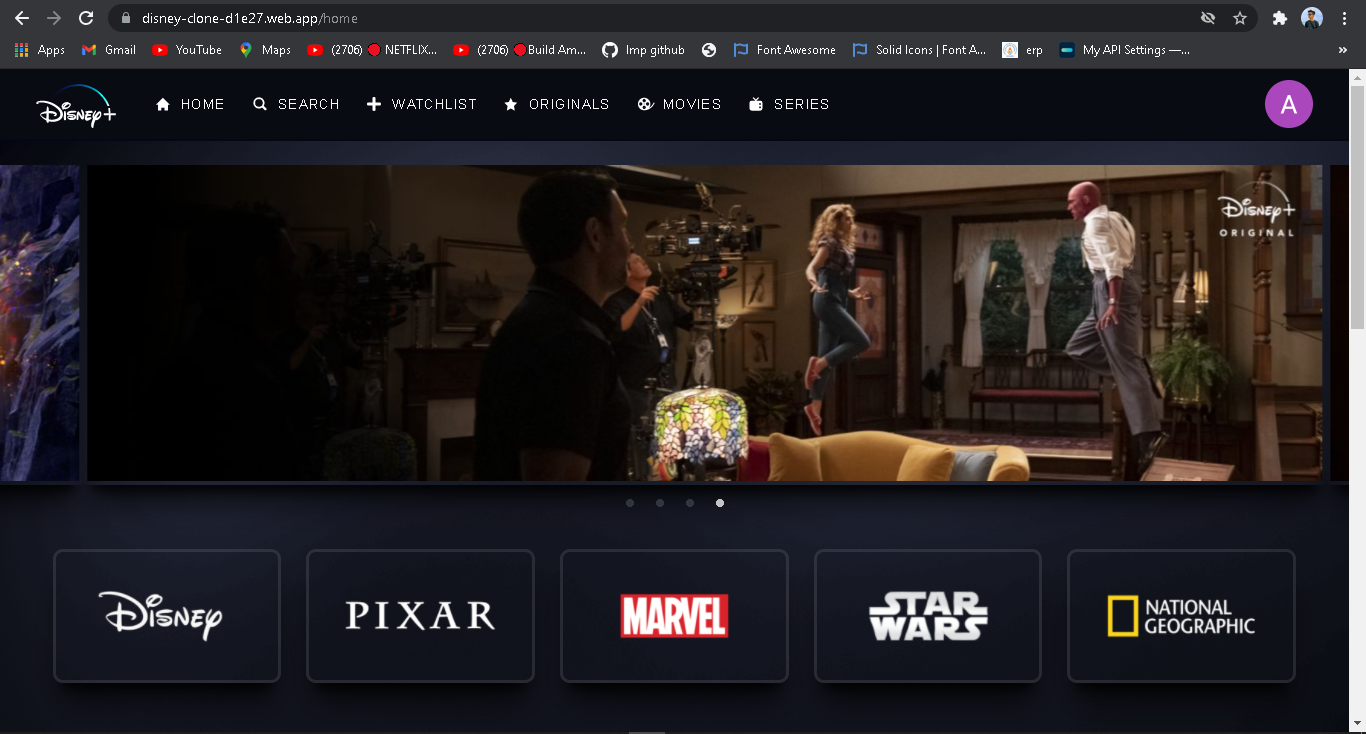 disney-clone-d1e27.web.app/home
Apps Gmail YouTube Maps (2706) NETFLIX... (2706) Build Am... Imp github Font Awesome Solid Icons | Font A... erp My API Settings —... »
Disney+ HOME SEARCH WATCHLIST ORIGINALS MOVIES SERIES A
Disney+
ORIGINAL
Disney PIXAR MARVEL STAR WARS NATIONAL GEOGRAPHIC